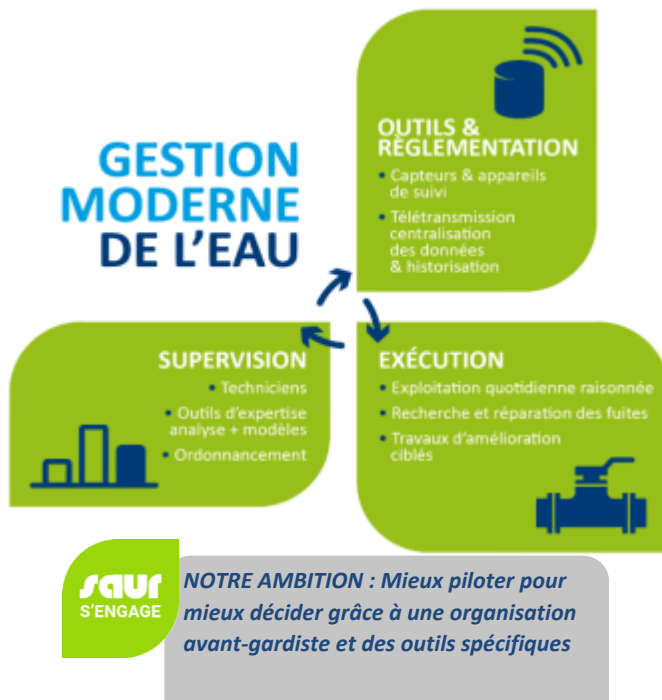 GESTION
MODERNE
DE L'EAU
OUTILS &
RÈGLEMENTATION
• Capteurs & appareils
de suivi
• Télétransmission
centralisation
des données
& historisation
SUPERVISION
• Techniciens
• Outils d'expertise
analyse + modèles
• Ordonnancement
EXÉCUTION
• Exploitation quotidienne raisonnée
• Recherche et réparation des fuites
• Travaux d'amélioration
ciblés
saur
S'ENGAGE
NOTRE AMBITION : Mieux piloter pour
mieux décider grâce à une organisation
avant-gardiste et des outils spécifiques